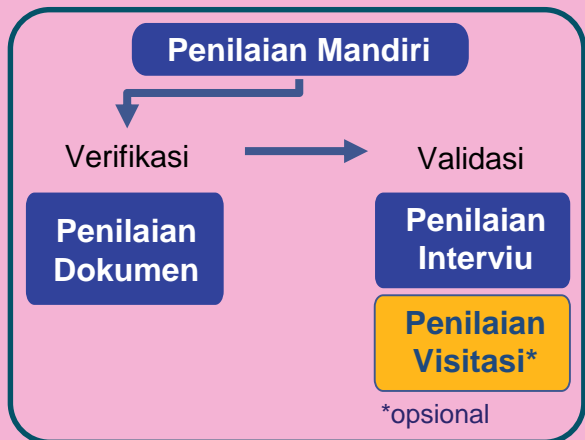 Penilaian Mandiri
Verifikasi
Validasi
Penilaian
Dokumen
Penilaian
Interviu
Penilaian
Visitasi*
*opsional